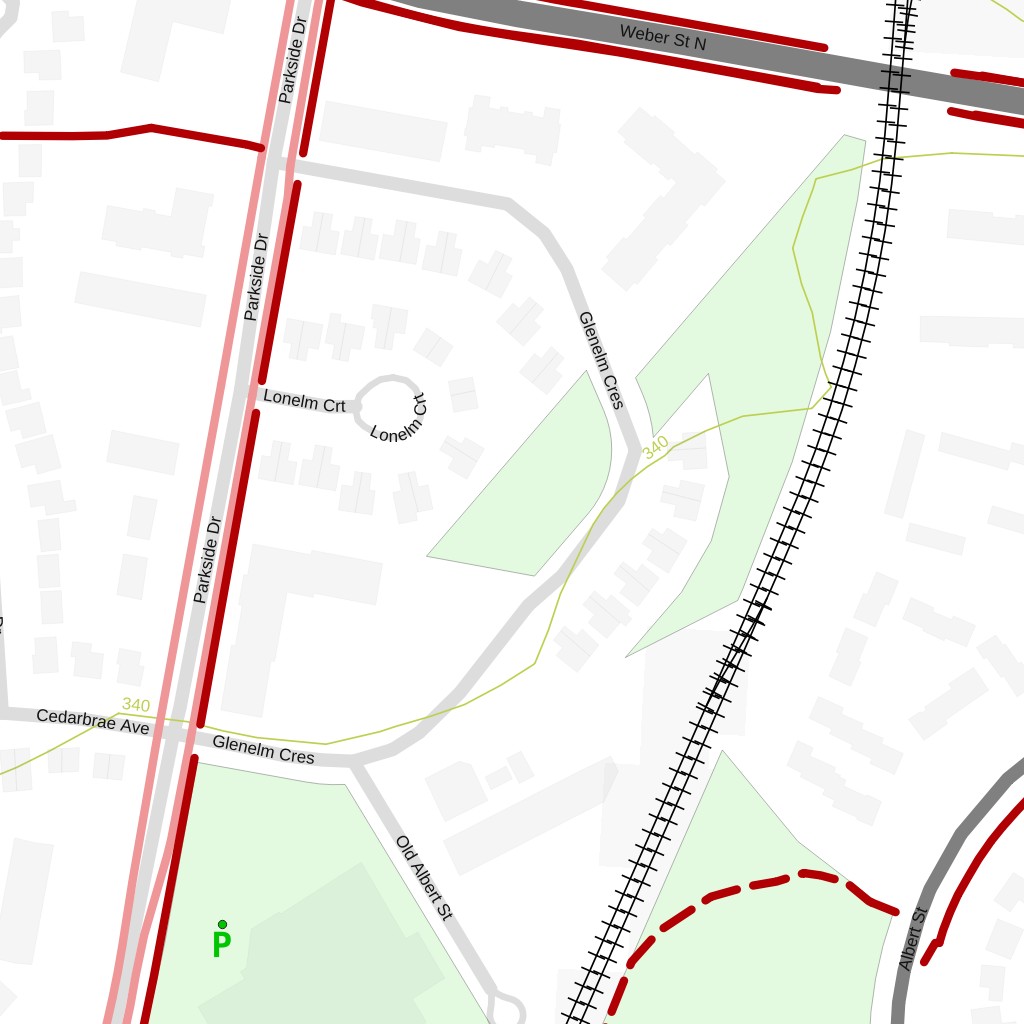 Parkside Dr
Weber St N
Parkside Dr
Glenelm Cres
Lonelm Crt
Lonelm Crt
340
Parkside Dr
340
Cedarbrae Ave
Glenelm Cres
Old Albert St
Albert St
P